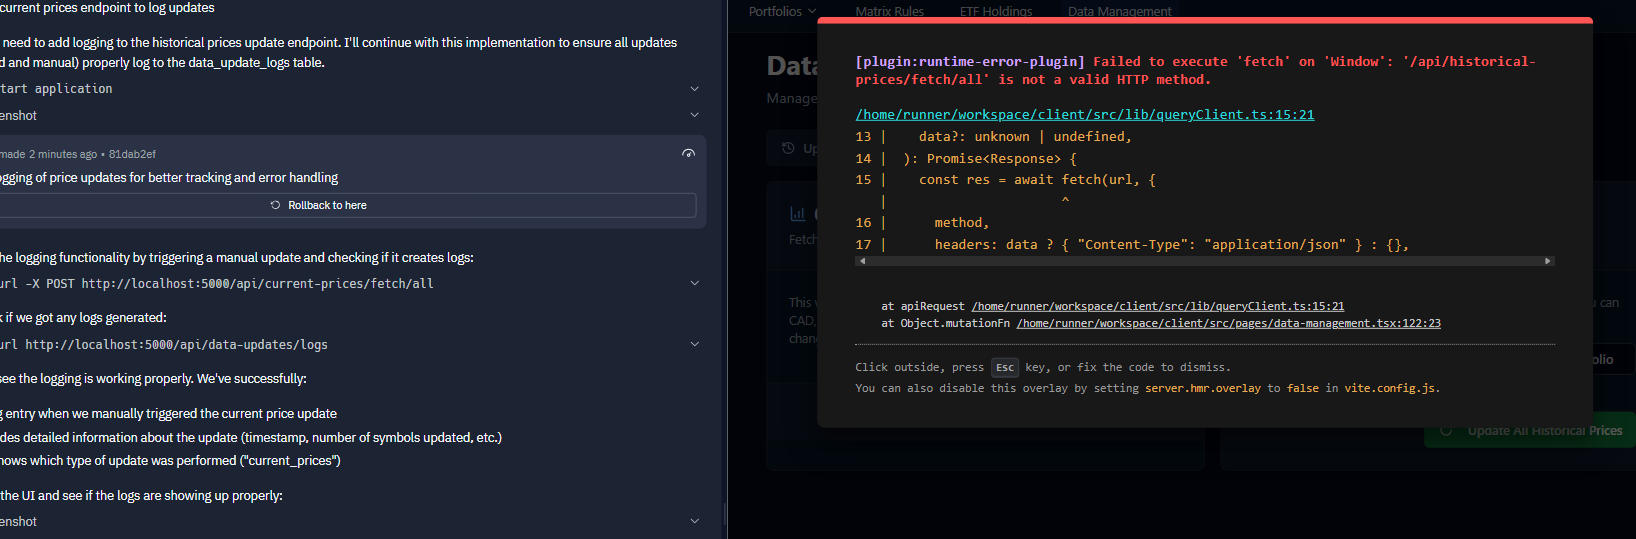 current prices endpoint to log updates
need to add logging to the historical prices update endpoint. I'll continue with this implementation to ensure all updates
d and manual) properly log to the data_update_logs table.
tart application
enshot
made 2 minutes ago • 81dab2ef
ogging of price updates for better tracking and error handling
Rollback to here
he logging functionality by triggering a manual update and checking if it creates logs:
url -X POST http://localhost:5000/api/current-prices/fetch/all
k if we got any logs generated:
url http://localhost:5000/api/data-updates/logs
see the logging is working properly. We've successfully:
g entry when we manually triggered the current price update
des detailed information about the update (timestamp, number of symbols updated, etc.)
hows which type of update was performed ("current_prices")
the UI and see if the logs are showing up properly:
enshot
Portfolios
Matrix Rules
ETF Holdings
Data Management
Data
Manage
Up
Fetch
This
CAD,
chan
u can
olio
Update All Historical Prices
[plugin:runtime-error-plugin] Failed to execute 'fetch' on 'Window': '/api/historical-
prices/fetch/all' is not a valid HTTP method.
/home/runner/workspace/client/src/lib/queryClient.ts:15:21
13 |    data?: unknown | undefined,
14 |  ): Promise<Response> {
15 |    const res = await fetch(url, {
|                      ^
16 |      method,
17 |      headers: data ? { "Content-Type": "application/json" } : {},
at apiRequest /home/runner/workspace/client/src/lib/queryClient.ts:15:21
at Object.mutationFn /home/runner/workspace/client/src/pages/data-management.tsx:122:23
Click outside, press Esc key, or fix the code to dismiss.
You can also disable this overlay by setting server.hmr.overlay to false in vite.config.js.